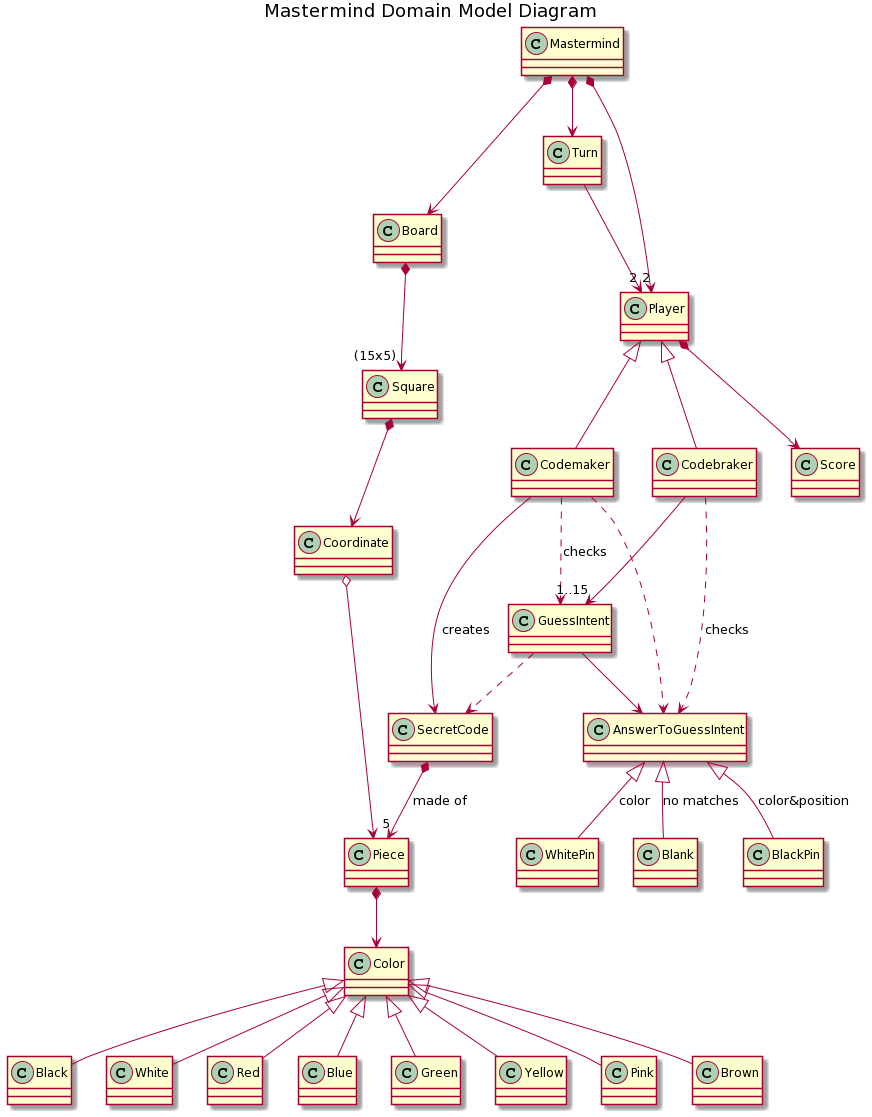 Mastermind Domain Model Diagram
C Mastermind
C Turn
C Board
2 2
C Player
(15x5)
C Square
C Codemaker
C Codebraker
C Score
C Coordinate
checks
1..15
C GuessIntent
creates
checks
C SecretCode
C AnswerToGuessIntent
made of
color
no matches
color&position
5
C Piece
C WhitePin
C Blank
C BlackPin
C Color
C Black
C White
C Red
C Blue
C Green
C Yellow
C Pink
C Brown